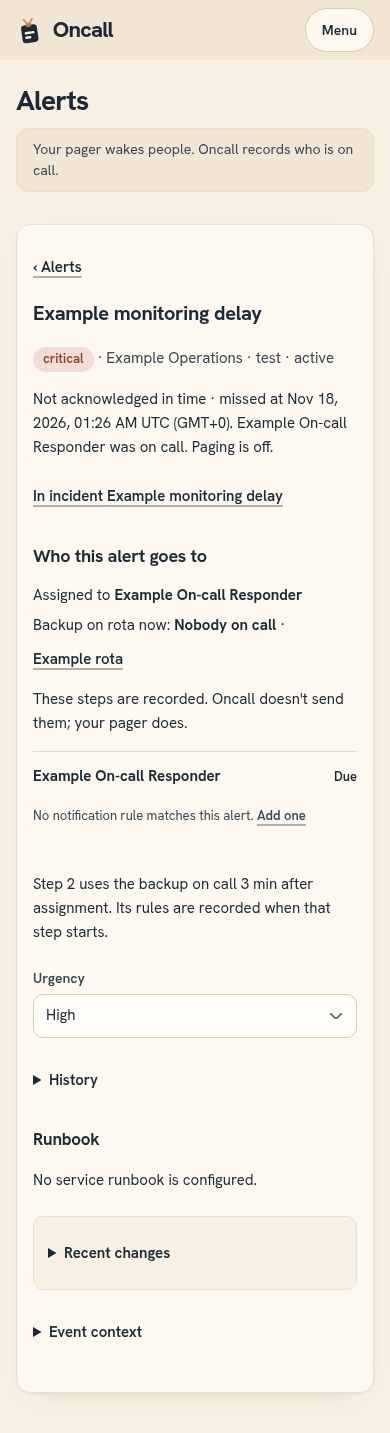 Oncall
Menu
Alerts
Your pager wakes people. Oncall records who is on
call.
‹ Alerts
Example monitoring delay
critical · Example Operations · test · active
Not acknowledged in time · missed at Nov 18,
2026, 01:26 AM UTC (GMT+0). Example On-call
Responder was on call. Paging is off.
In incident Example monitoring delay
Who this alert goes to
Assigned to Example On-call Responder
Backup on rota now: Nobody on call ·
Example rota
These steps are recorded. Oncall doesn't send
them; your pager does.
Example On-call Responder
Due
No notification rule matches this alert. Add one
Step 2 uses the backup on call 3 min after
assignment. Its rules are recorded when that
step starts.
Urgency
High
History
Runbook
No service runbook is configured.
Recent changes
Event context